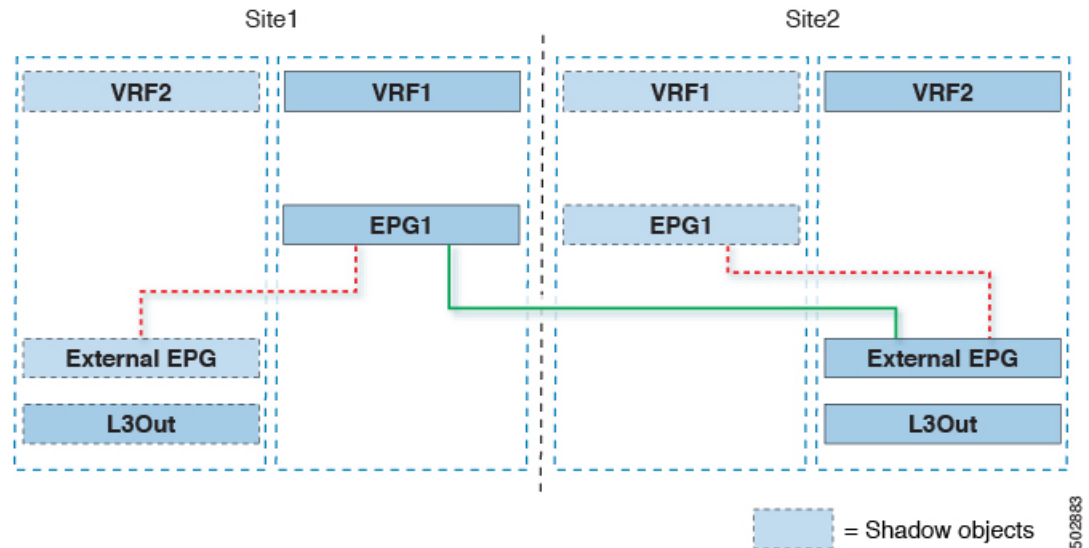 Site1
Site2
VRF2
VRF1
VRF1
VRF2
EPG1
EPG1
External EPG
External EPG
L3Out
L3Out
= Shadow objects
502883